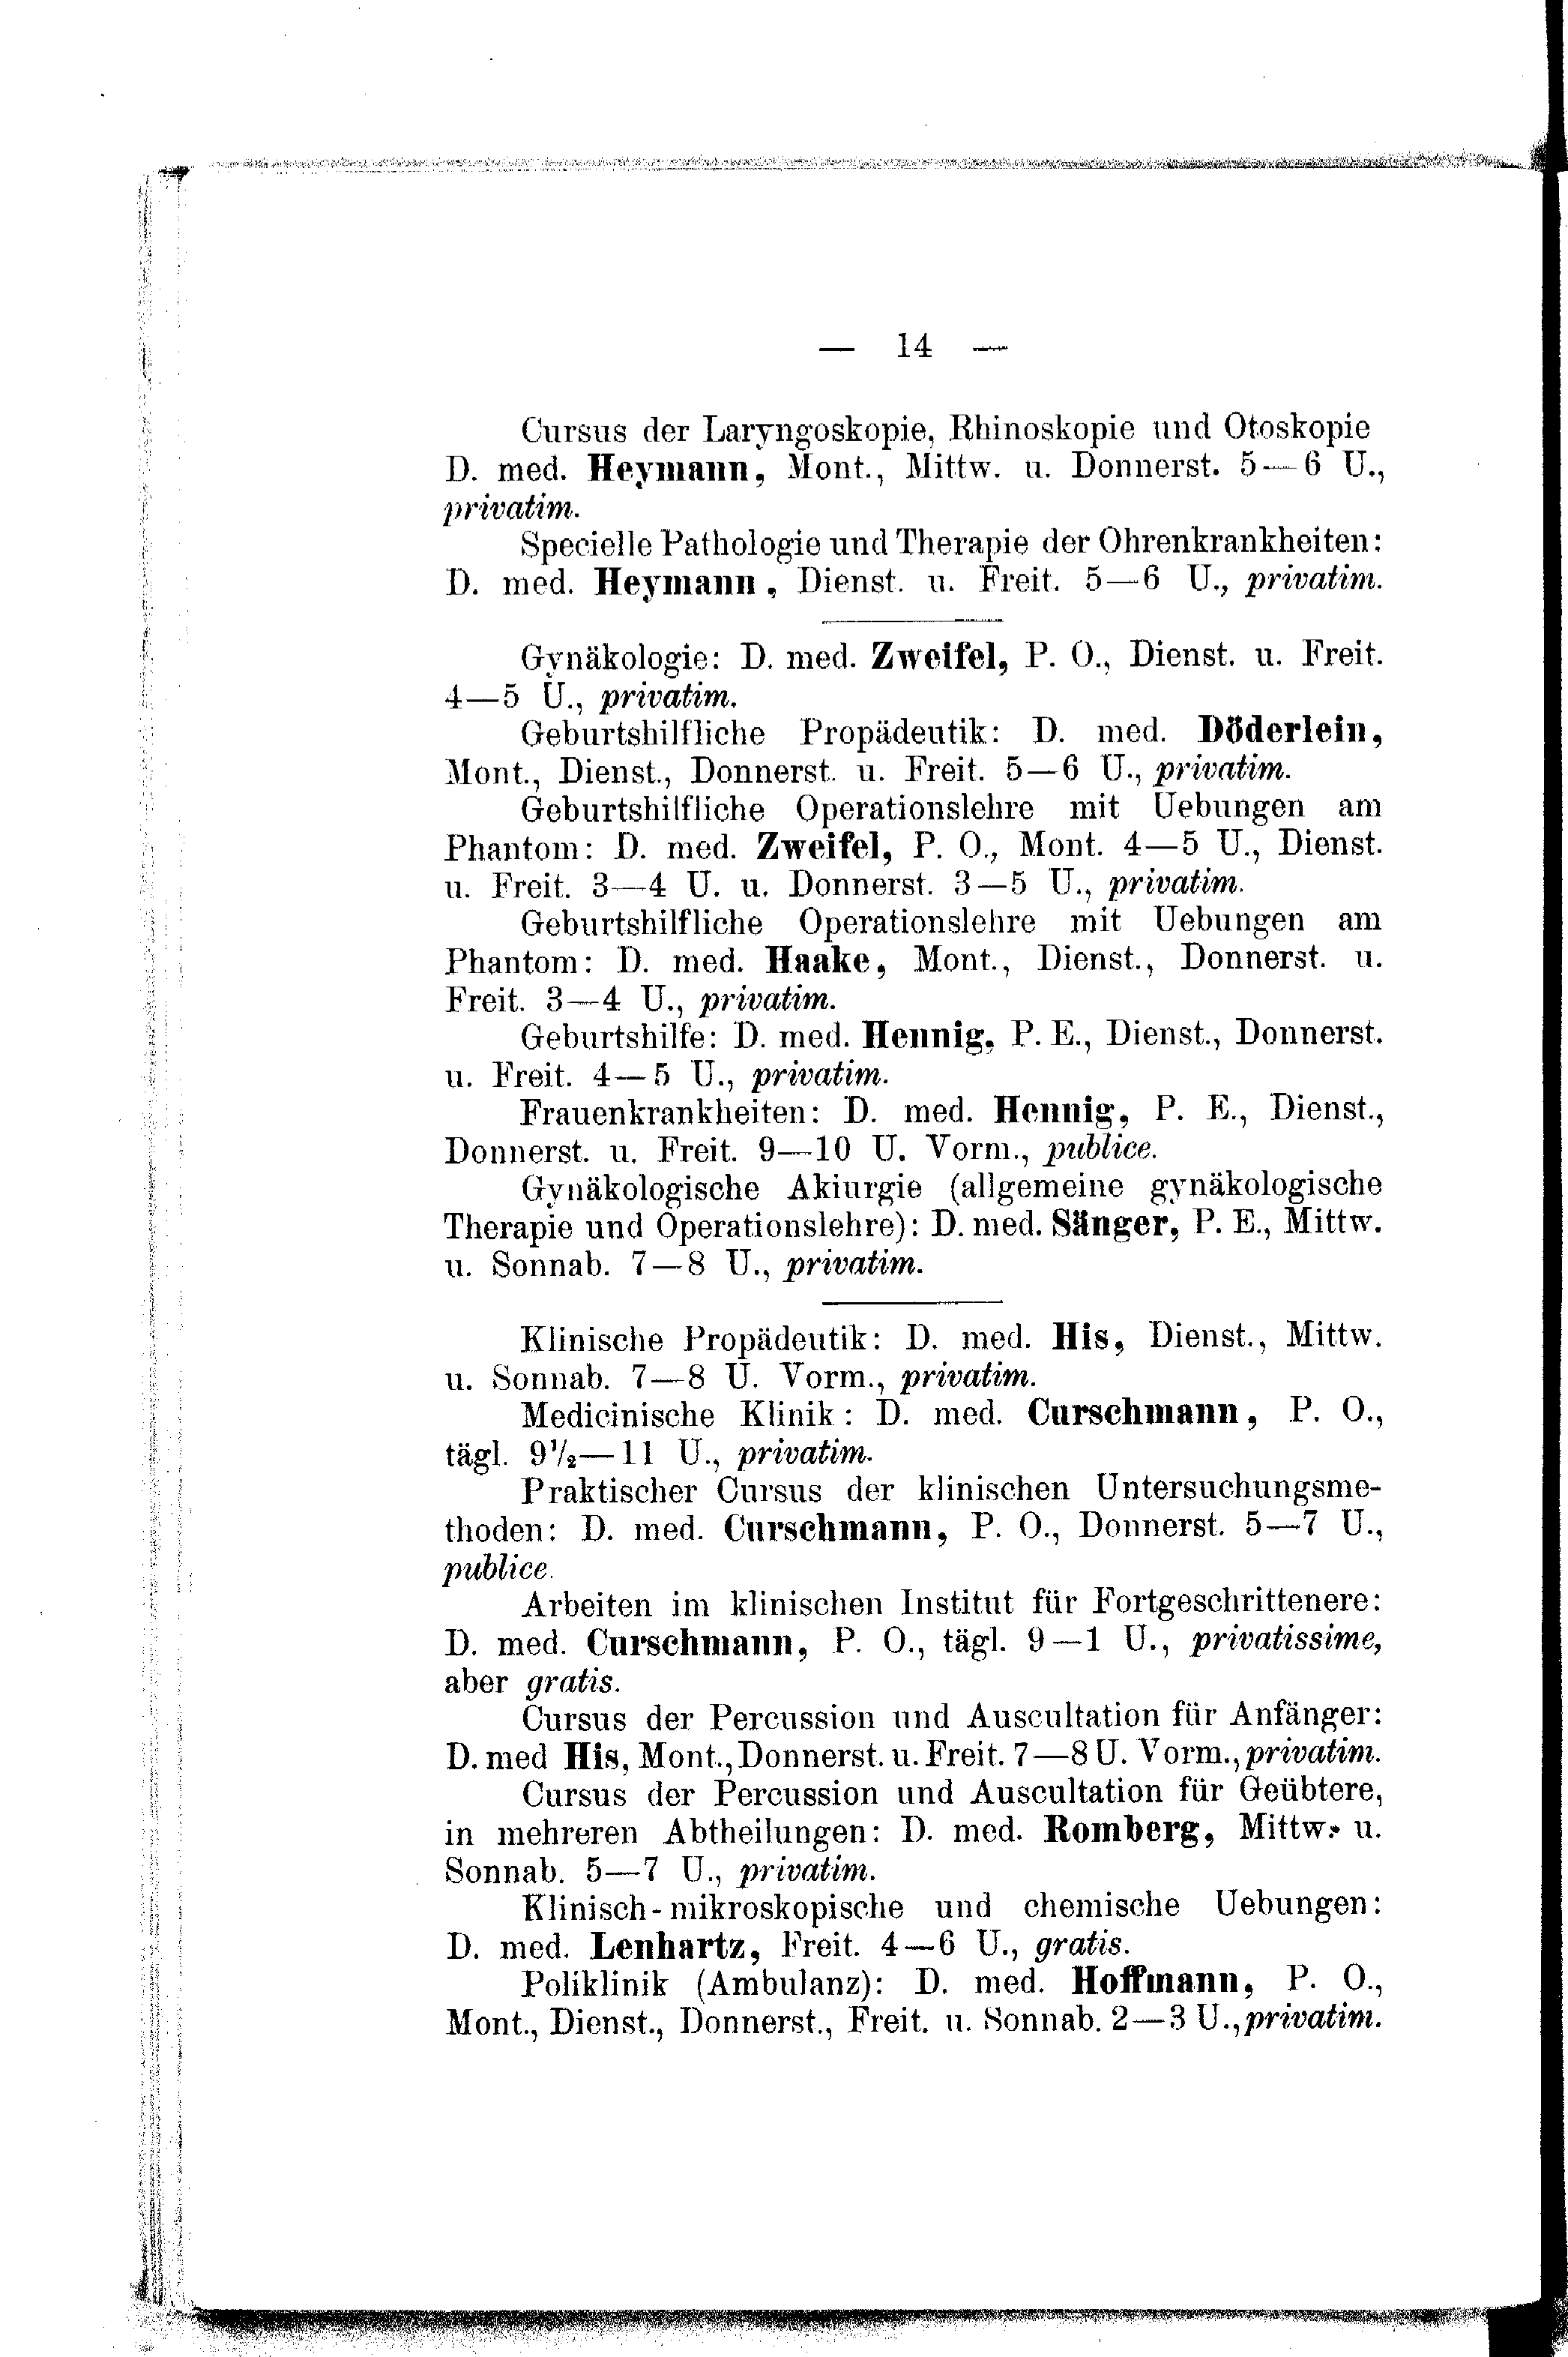 — 14 —
Cursus der Laryngoskopie, Rhinoskopie und Otoskopie
D. med. Heymann, Mont., Mittw. u. Donnerst. 5—6 U.,
privatim.
Specielle Pathologie und Therapie der Ohrenkrankheiten:
D. med. Heymann, Dienst. u. Freit. 5—6 U., privatim.
Gynäkologie: D. med. Zweifel, P. O., Dienst. u. Freit.
4—5 U., privatim.
Geburtshilfliche Propädeutik: D. med. Döderlein,
Mont., Dienst., Donnerst. u. Freit. 5—6 U., privatim.
Geburtshilfliche Operationslehre mit Uebungen am
Phantom: D. med. Zweifel, P. O., Mont. 4—5 U., Dienst.
u. Freit. 3—4 U. u. Donnerst. 3—5 U., privatim.
Geburtshilfliche Operationslehre mit Uebungen am
Phantom: D. med. Haake, Mont., Dienst., Donnerst. u.
Freit. 3—4 U., privatim.
Geburtshilfe: D. med. Hennig, P. E., Dienst., Donnerst.
u. Freit. 4—5 U., privatim.
Frauenkrankheiten: D. med. Hennig, P. E., Dienst.,
Donnerst. u. Freit. 9—10 U. Vorm., publice.
Gynäkologische Akiurgie (allgemeine gynäkologische
Therapie und Operationslehre): D. med. Sänger, P. E., Mittw.
u. Sonnab. 7—8 U., privatim.
Klinische Propädeutik: D. med. His, Dienst., Mittw.
u. Sonnab. 7—8 U. Vorm., privatim.
Medicinische Klinik: D. med. Curschmann, P. O.,
tägl. 9½—11 U., privatim.
Praktischer Cursus der klinischen Untersuchungsme-
thoden: D. med. Curschmann, P. O., Donnerst. 5—7 U.,
publice.
Arbeiten im klinischen Institut für Fortgeschrittenere:
D. med. Curschmann, P. O., tägl. 9—1 U., privatissime,
aber gratis.
Cursus der Percussion und Auscultation für Anfänger:
D. med His, Mont., Donnerst. u. Freit. 7—8 U. Vorm., privatim.
Cursus der Percussion und Auscultation für Geübtere,
in mehreren Abtheilungen: D. med. Romberg, Mittw. u.
Sonnab. 5—7 U., privatim.
Klinisch-mikroskopische und chemische Uebungen:
D. med. Lenhartz, Freit. 4—6 U., gratis.
Poliklinik (Ambulanz): D. med. Hoffmann, P. O.,
Mont., Dienst., Donnerst., Freit. u. Sonnab. 2—3 U., privatim.